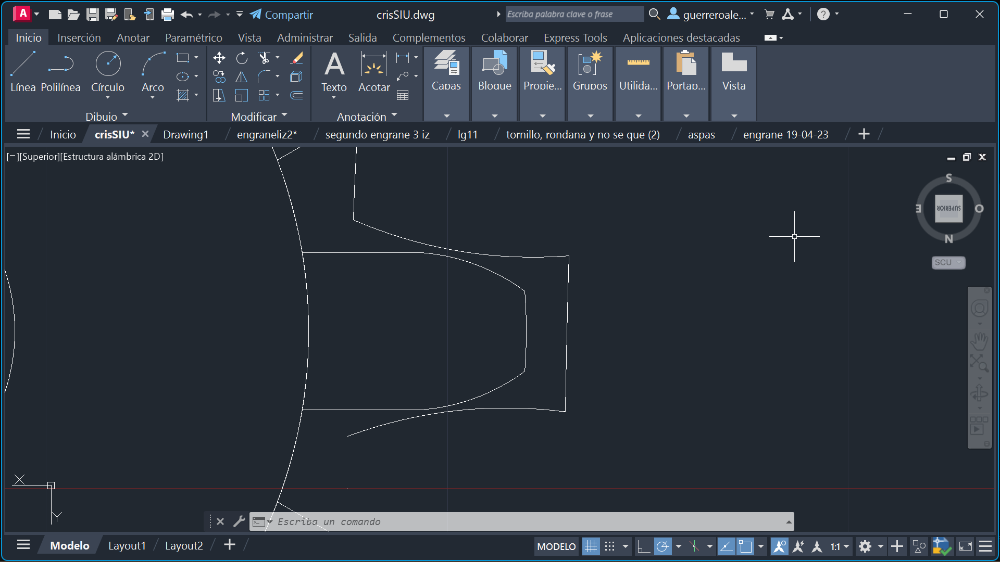 A
Compartir
crisSIU.dwg
Escriba palabra clave o frase
guerreroale...
Inicio Inserción Anotar Paramétrico Vista Administrar Salida Complementos Colaborar Express Tools Aplicaciones destacadas
Línea Polilínea Círculo Arco
A
Texto Acotar
Capas Bloque Propie... Grupos Utilida... Portap... Vista
Dibujo Modificar Anotación
Inicio crisSIU* Drawing1 engraneliz2* segundo engrane 3 iz lg11 tornillo, rondana y no se que (2) aspas engrane 19-04-23
[−][Superior][Estructura alámbrica 2D]
S
E SUPERIOR O
N
SCU
X
Y
Escriba un comando
Modelo Layout1 Layout2
MODELO 1:1